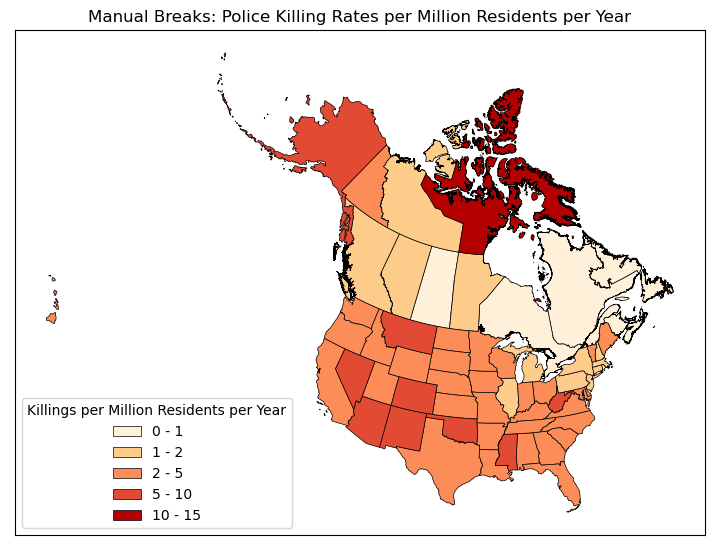 Manual Breaks: Police Killing Rates per Million Residents per Year
Killings per Million Residents per Year
0 - 1
1 - 2
2 - 5
5 - 10
10 - 15